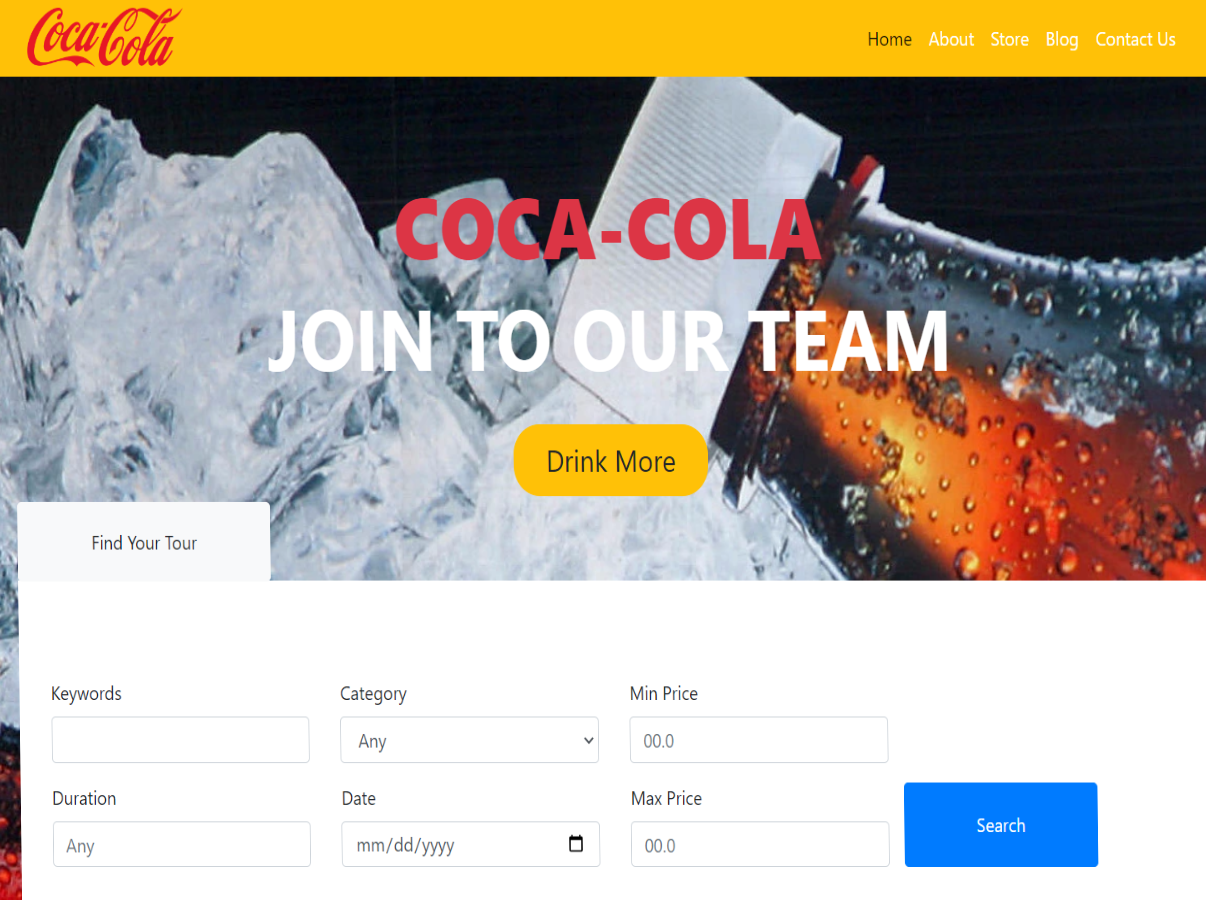 Coca-Cola
Home About Store Blog Contact Us
COCA-COLA
JOIN TO OUR TEAM
Drink More
Find Your Tour
Keywords Category Min Price
Any 00.0
Duration Date Max Price
Any mm/dd/yyyy 00.0 Search